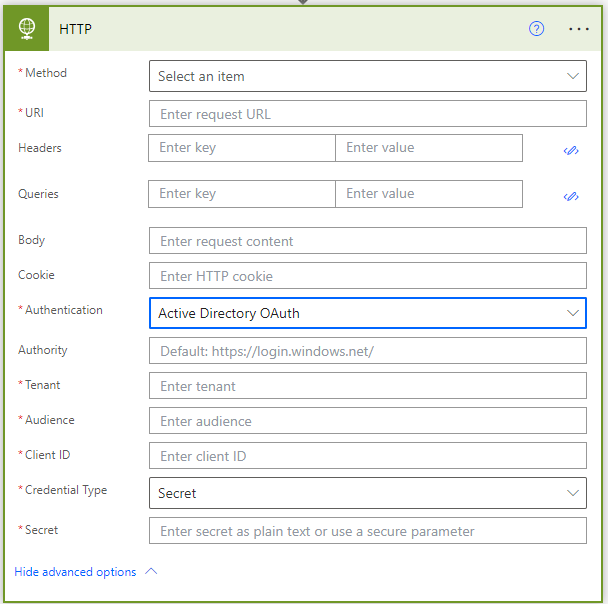 HTTP
* Method Select an item
* URI Enter request URL
Headers Enter key Enter value
Queries Enter key Enter value
Body Enter request content
Cookie Enter HTTP cookie
* Authentication Active Directory OAuth
Authority Default: https://login.windows.net/
* Tenant Enter tenant
* Audience Enter audience
* Client ID Enter client ID
* Credential Type Secret
* Secret Enter secret as plain text or use a secure parameter
Hide advanced options